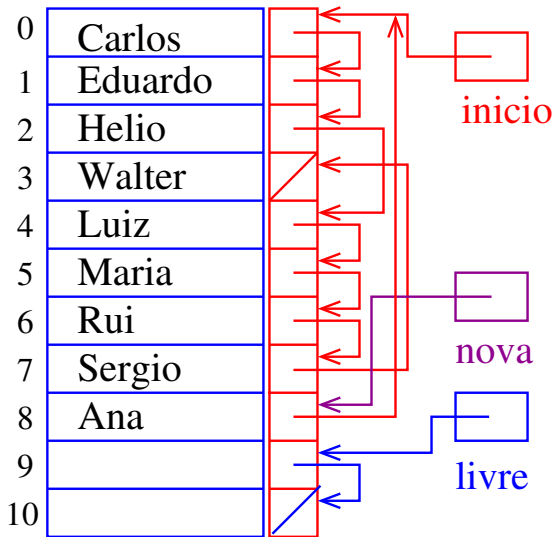 0 Carlos
1 Eduardo
inicio
2 Helio
3 Walter
4 Luiz
5 Maria
6 Rui
nova
7 Sergio
8 Ana
9
livre
10